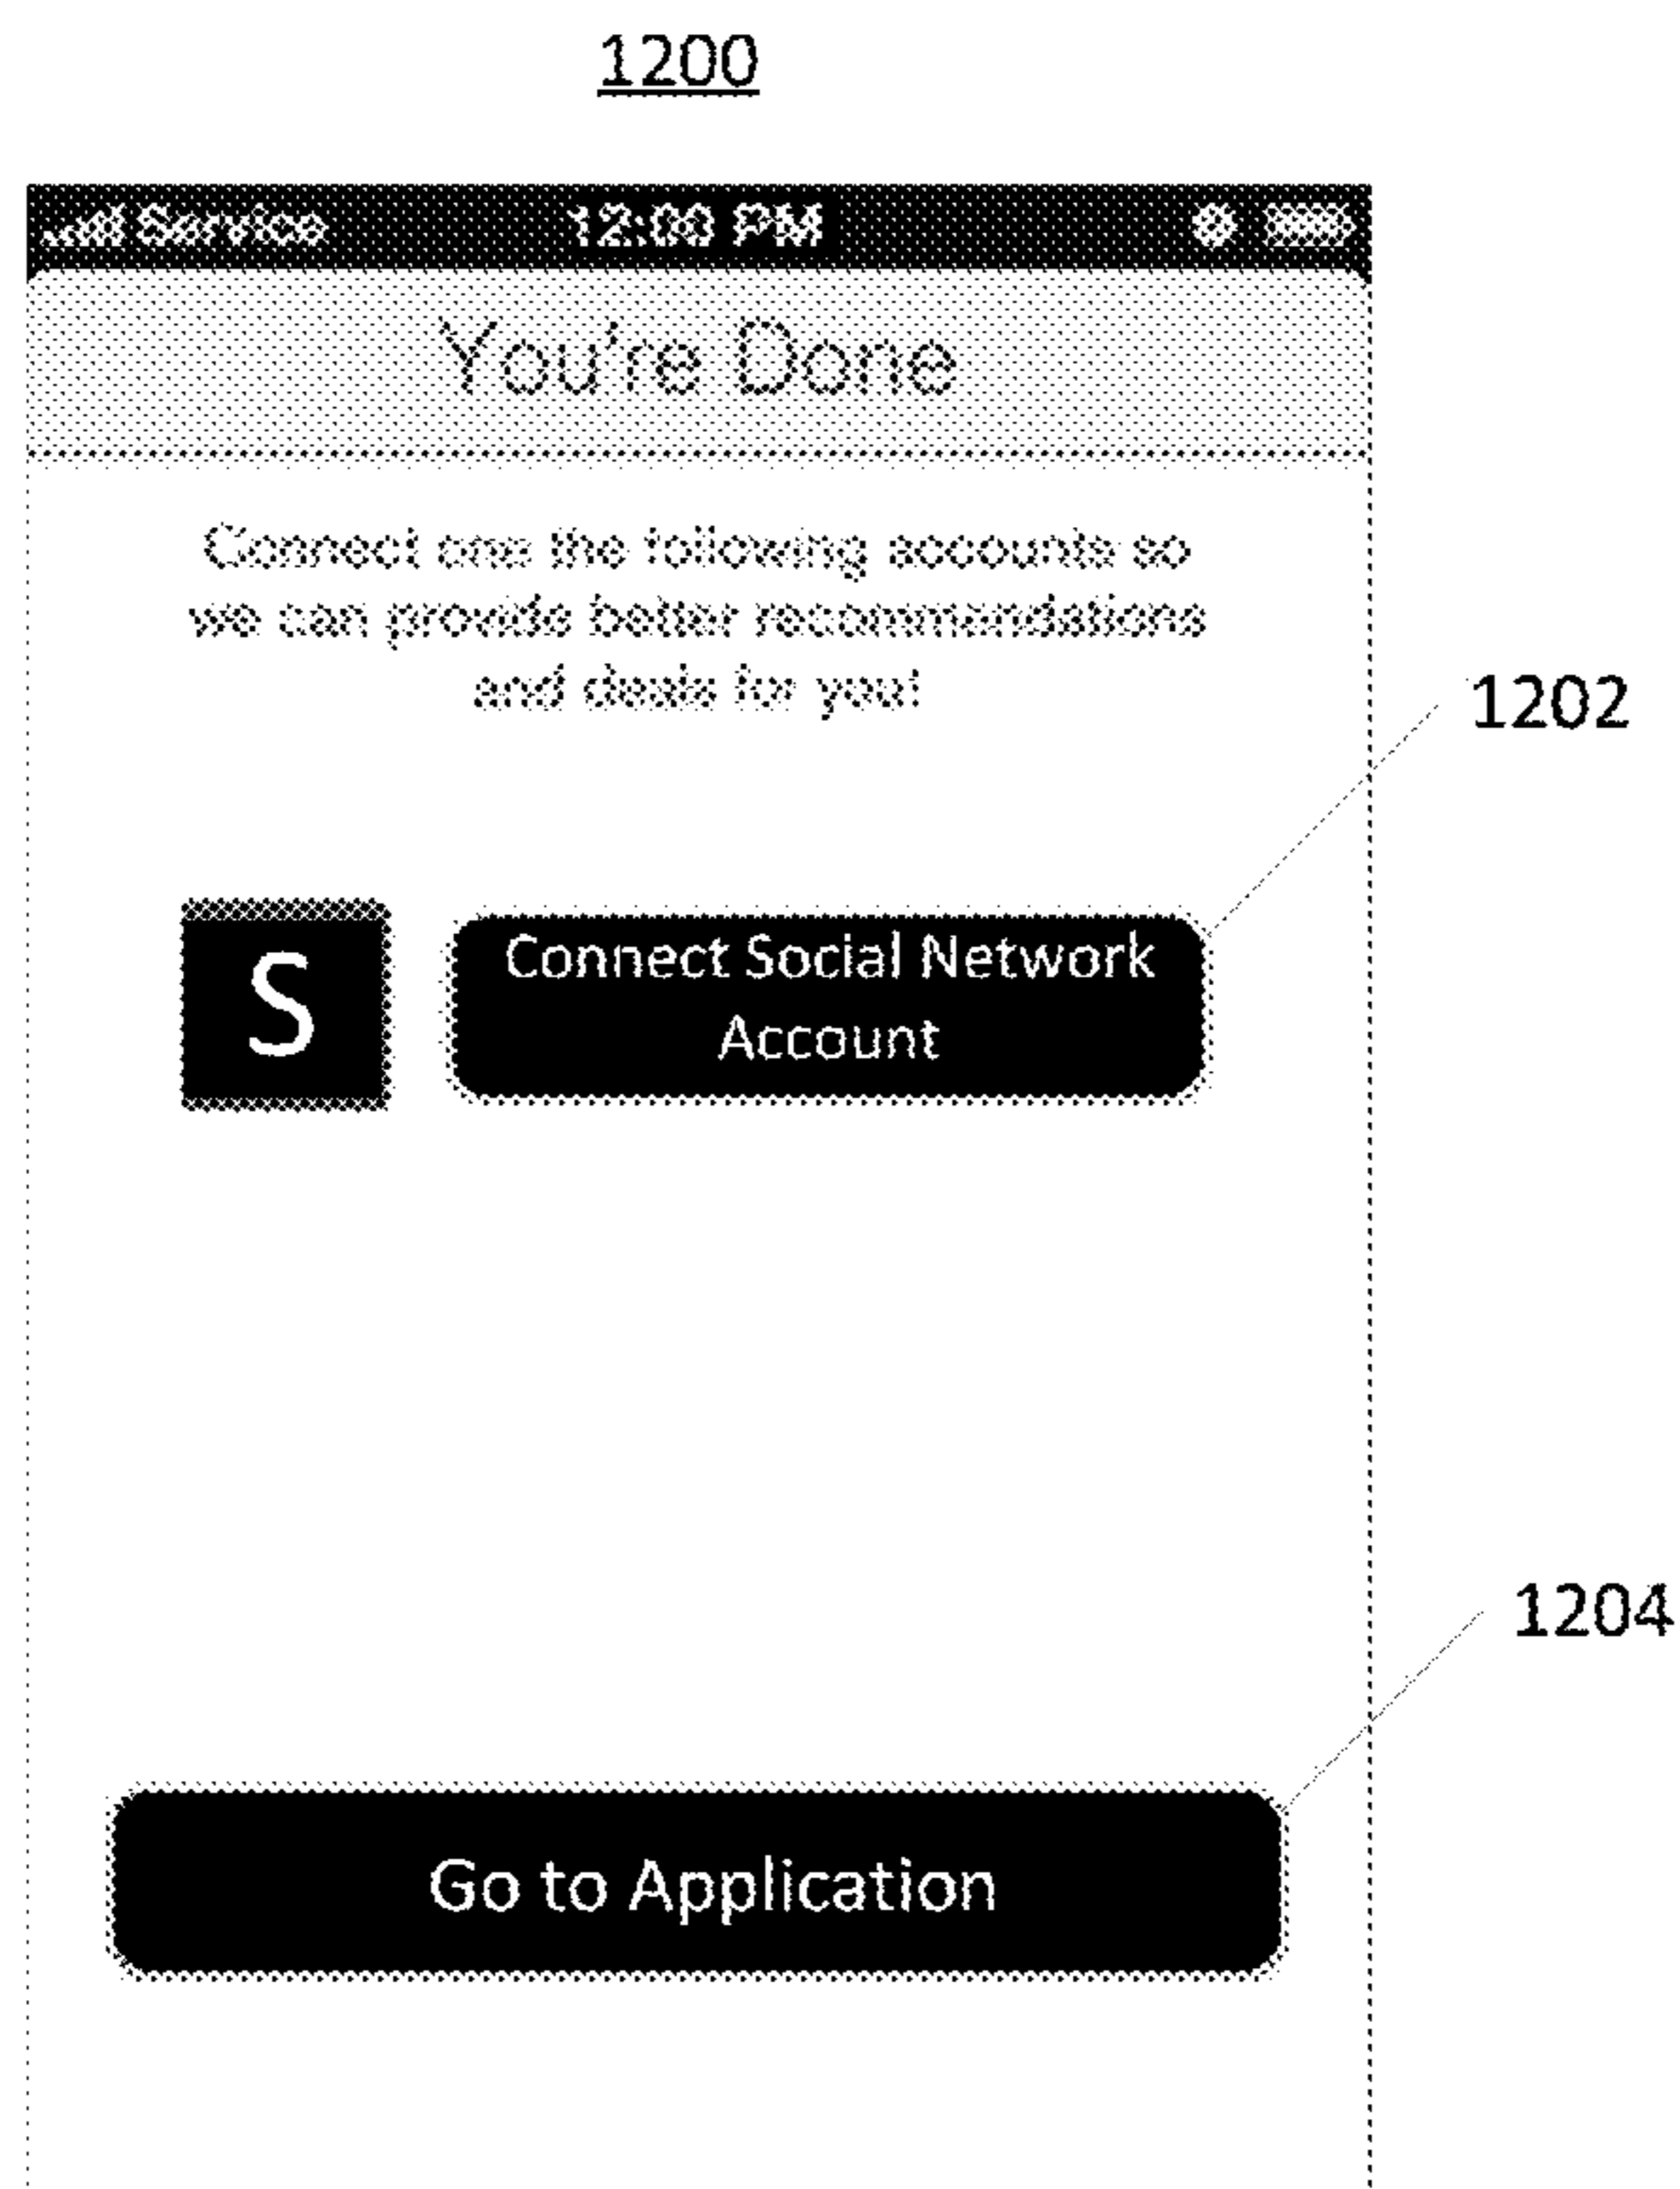 1200
Service 12:00 PM
You're Done
Connect one the following accounts so
we can provide better recommendations
and deals for you!
1202
S
Connect Social Network
Account
1204
Go to Application